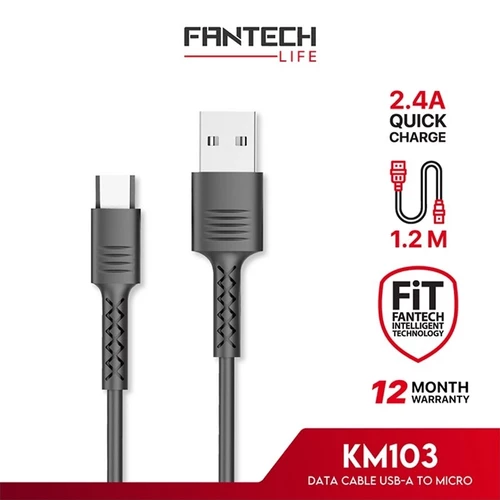 FANTECH
LIFE
2.4A
QUICK
CHARGE
1.2 M
FiT
FANTECH
INTELLIGENT
TECHNOLOGY
12 MONTH
WARRANTY
KM103
DATA CABLE USB-A TO MICRO